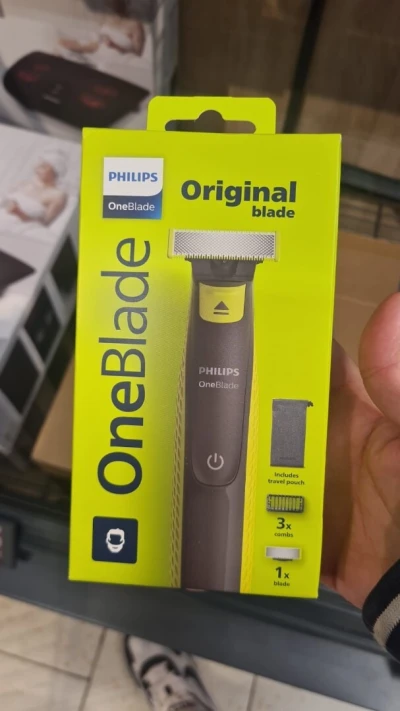 PHILIPS
OneBlade
Original
blade
OneBlade
PHILIPS
OneBlade
Includes
travel pouch
3x
combs
1x
blade